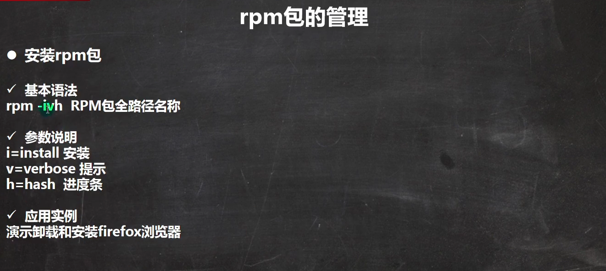 rpm包的管理
● 安装rpm包
✓ 基本语法
rpm -ivh RPM包全路径名称
✓ 参数说明
i=install 安装
v=verbose 提示
h=hash 进度条
✓ 应用实例
演示卸载和安装firefox浏览器